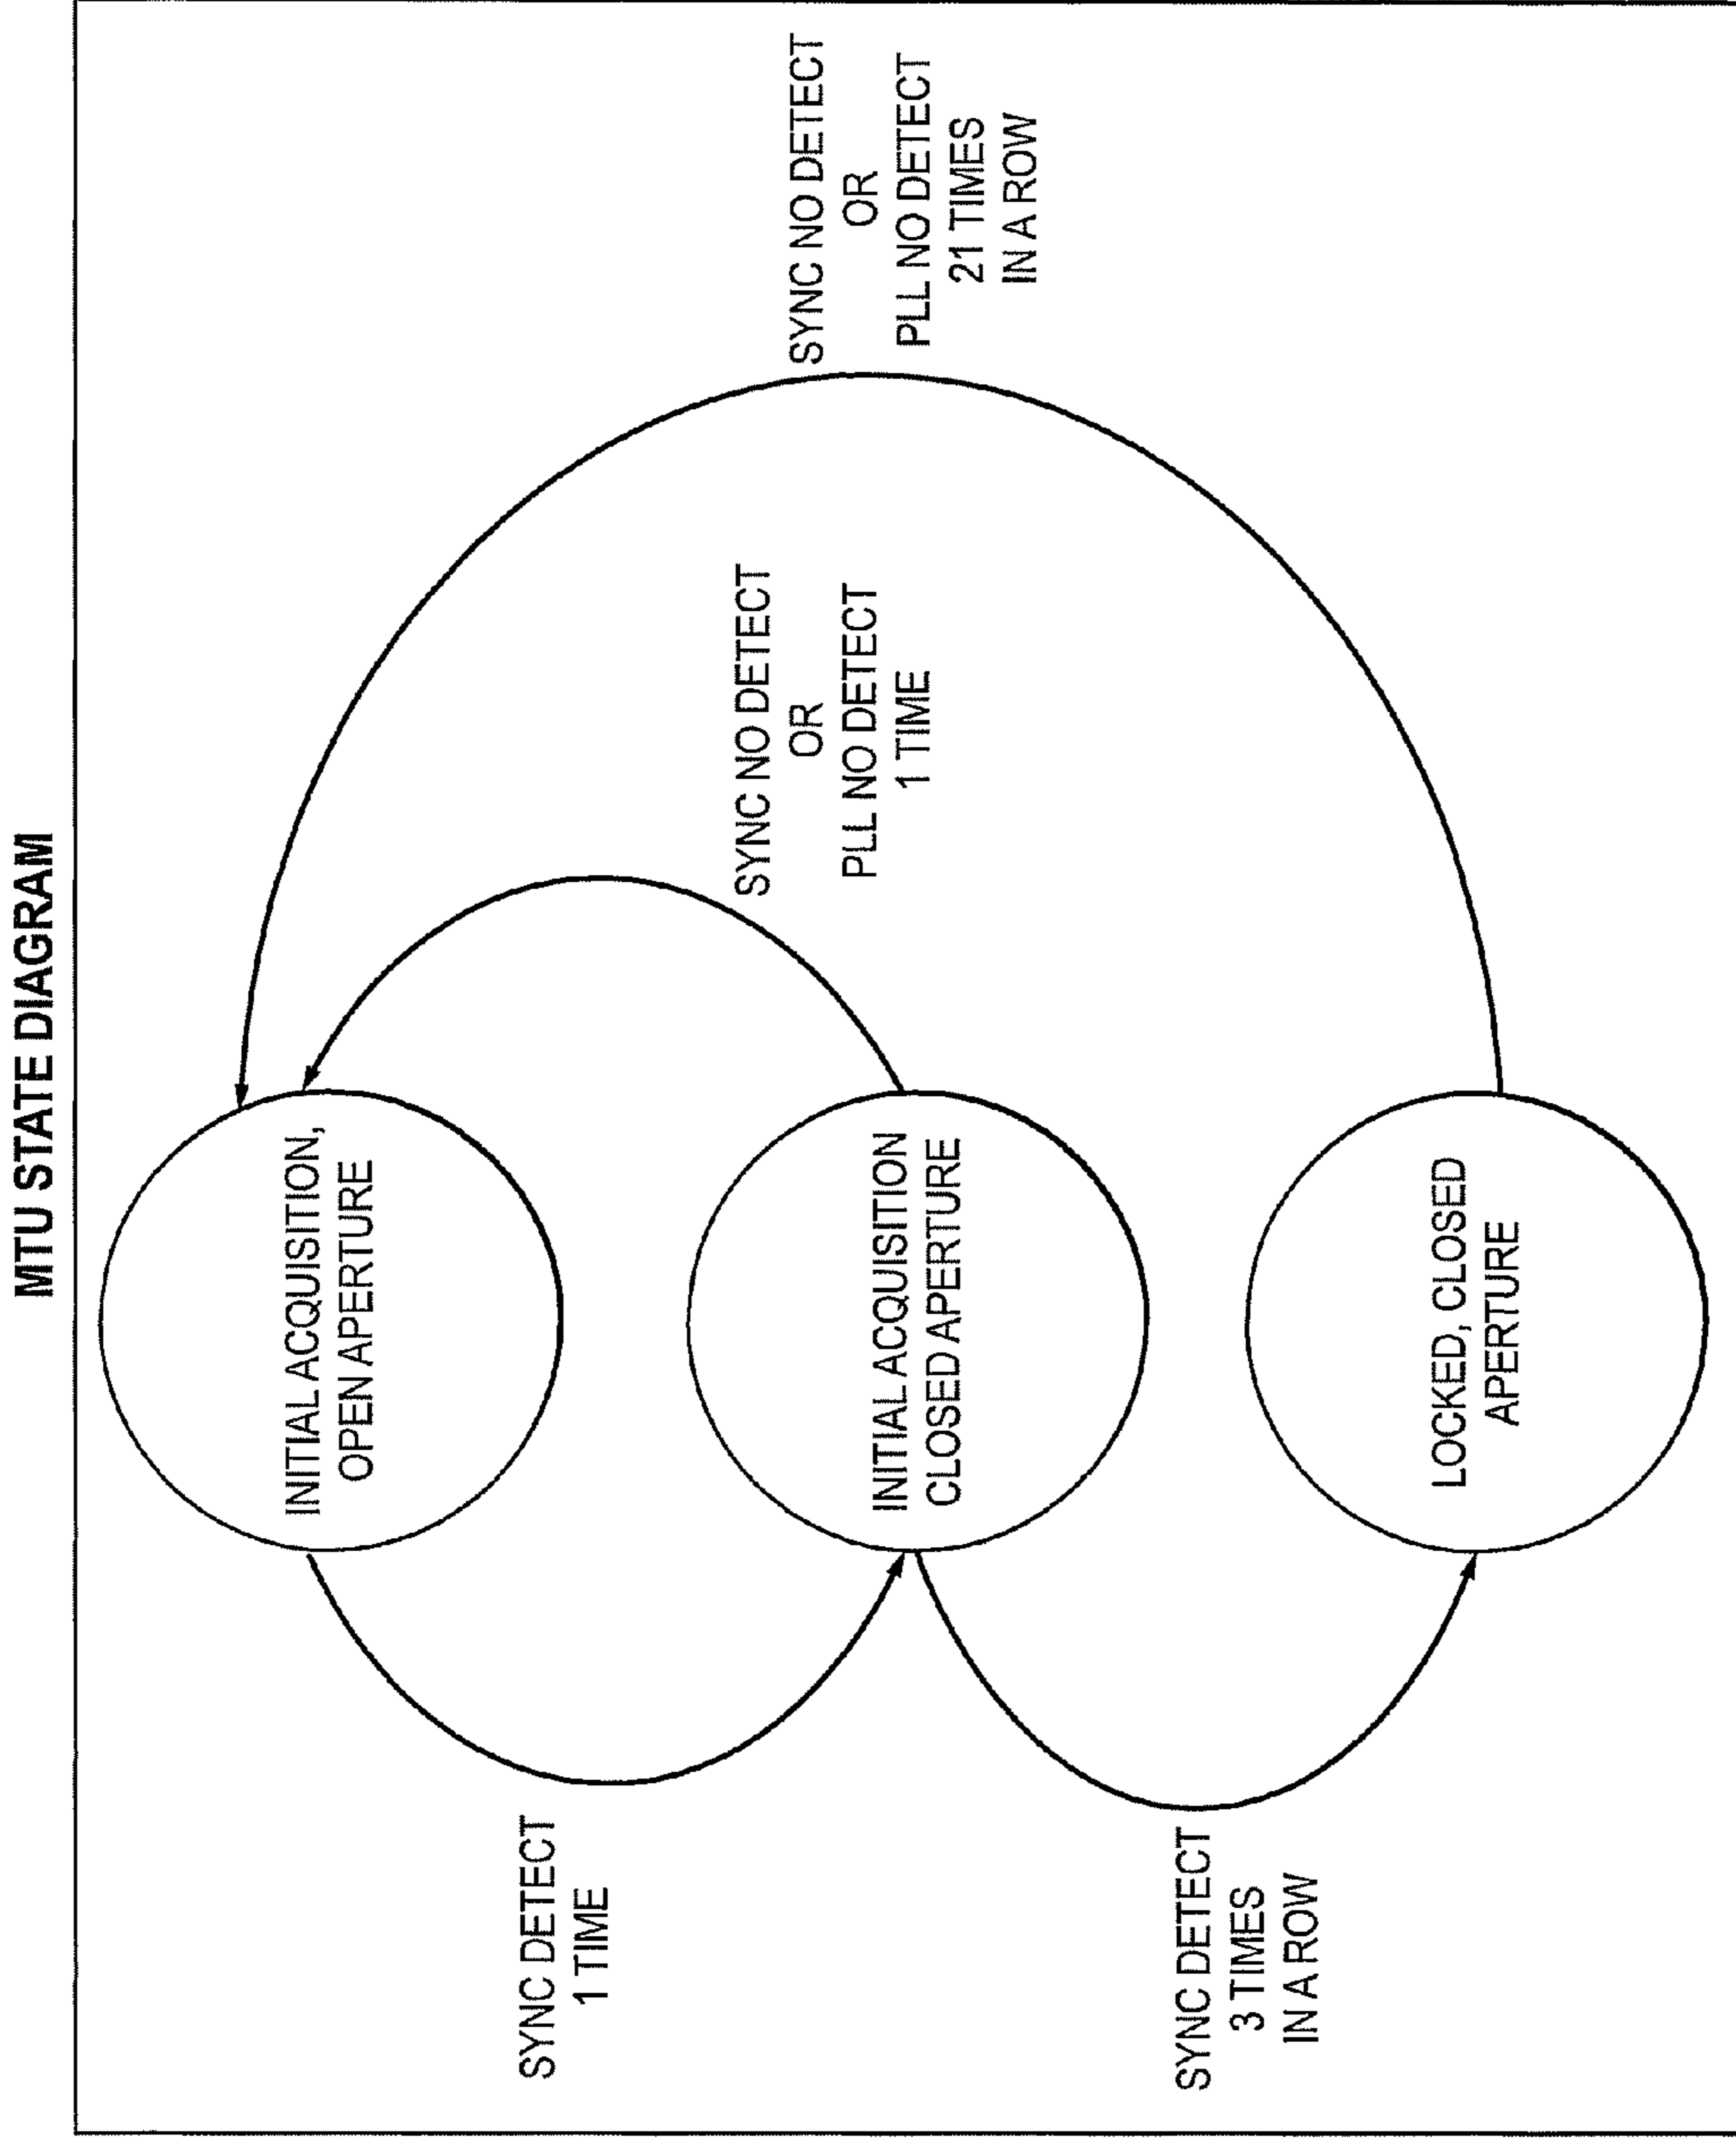 MTU STATE DIAGRAM
INITIAL ACQUISITION,
OPEN APERTURE
SYNC DETECT
1 TIME
SYNC NO DETECT
OR
PLL NO DETECT
1 TIME
SYNC NO DETECT
OR
PLL NO DETECT
21 TIMES
IN A ROW
INITIAL ACQUISITION
CLOSED APERTURE
SYNC DETECT
3 TIMES
IN A ROW
LOCKED, CLOSED
APERTURE